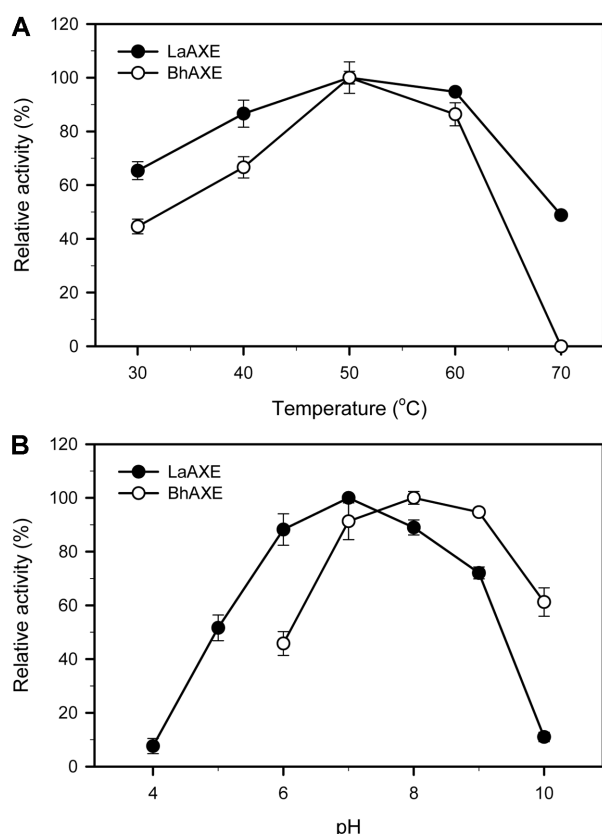 A
120
LaAXE
BhAXE
100
80
60
40
20
0
Relative activity (%)
30 40 50 60 70
Temperature (°C)
B
120
LaAXE
BhAXE
100
80
60
40
20
0
Relative activity (%)
4 6 8 10
pH